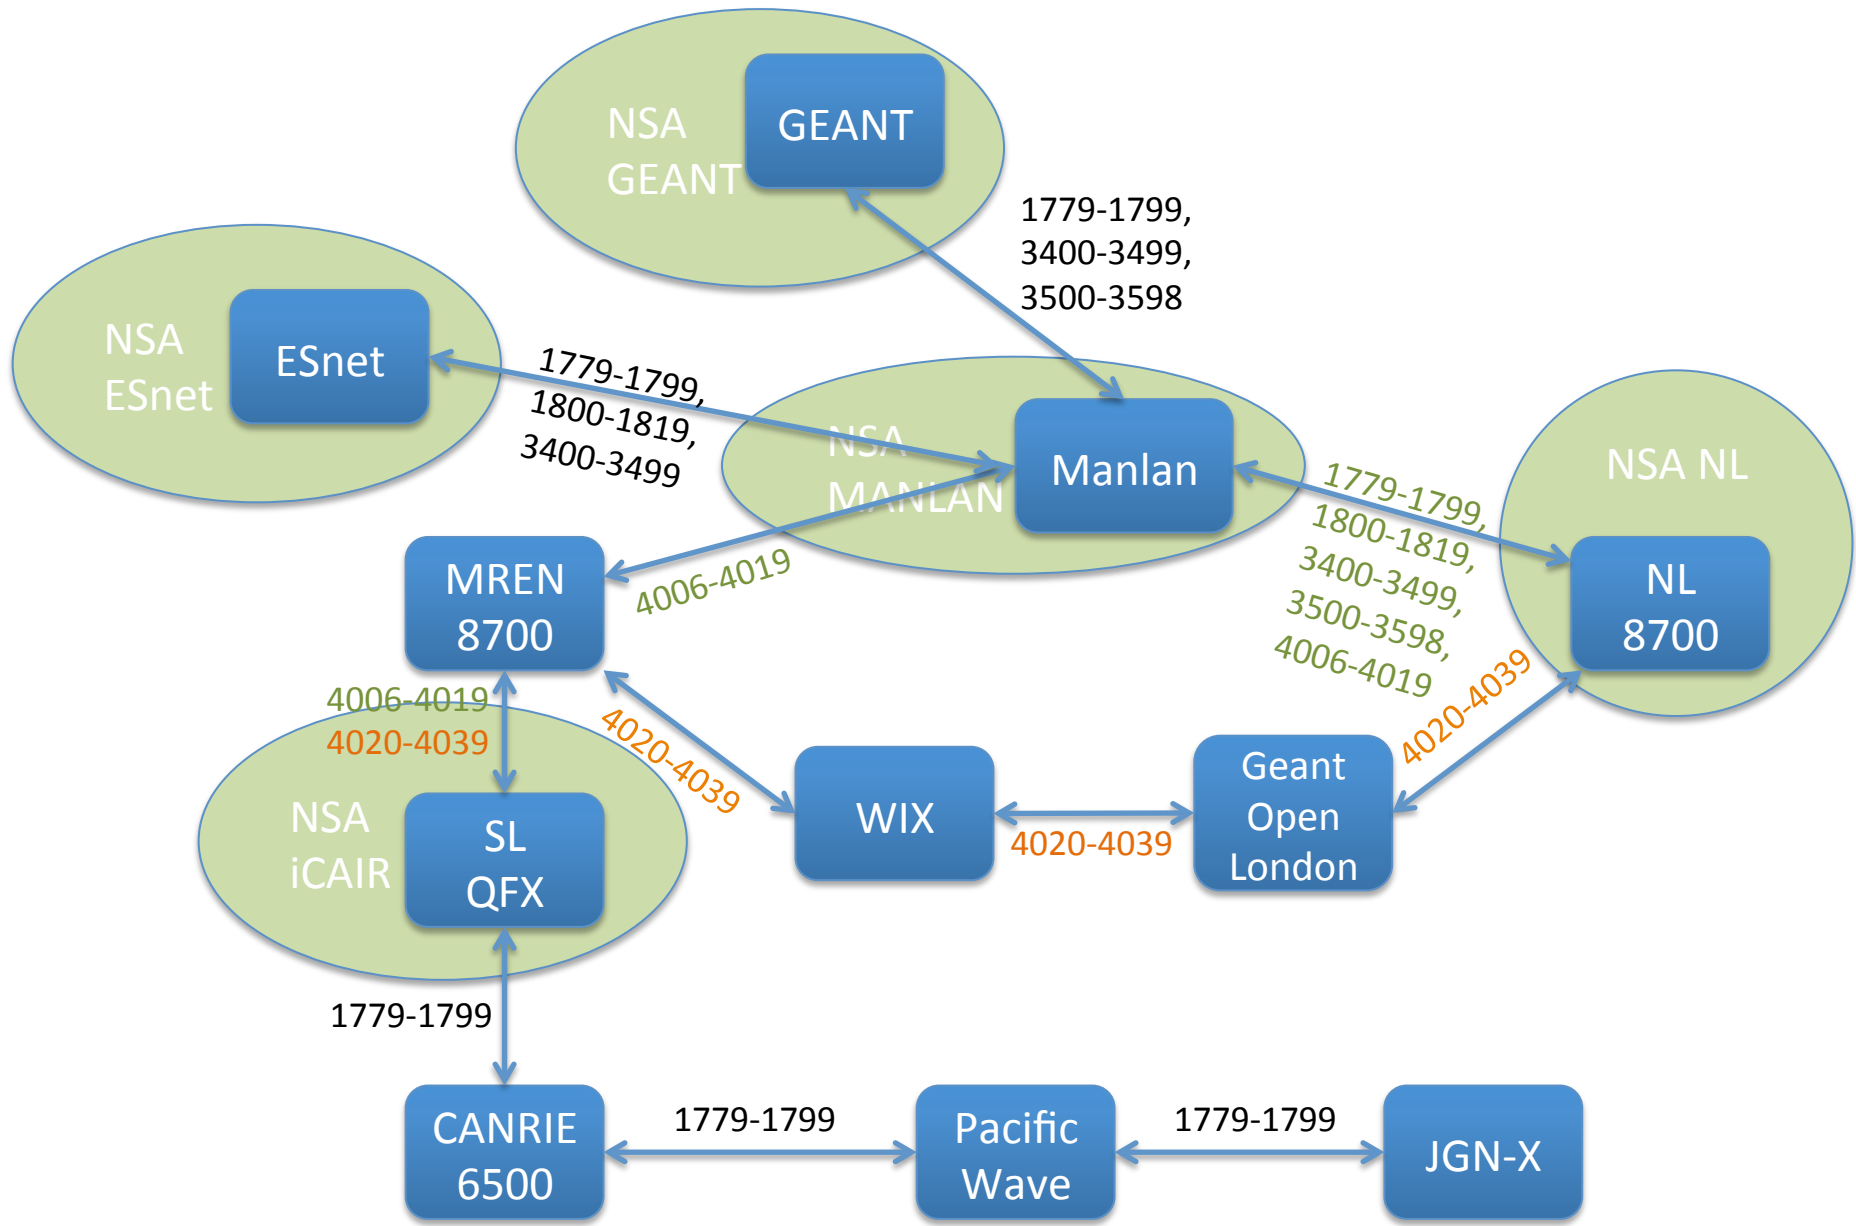 NSA
GEANT
GEANT
1779-1799,
3400-3499,
3500-3598
NSA
ESnet
ESnet
1779-1799,
1800-1819,
3400-3499
NSA
MANLAN
Manlan
1779-1799,
1800-1819,
3400-3499,
3500-3598,
4006-4019
NSA NL
NL
8700
MREN
8700
4006-4019
4006-4019
4020-4039
4020-4039
4020-4039
NSA
iCAIR
SL
QFX
WIX
4020-4039
Geant
Open
London
1779-1799
CANRIE
6500
1779-1799
Pacific
Wave
1779-1799
JGN-X